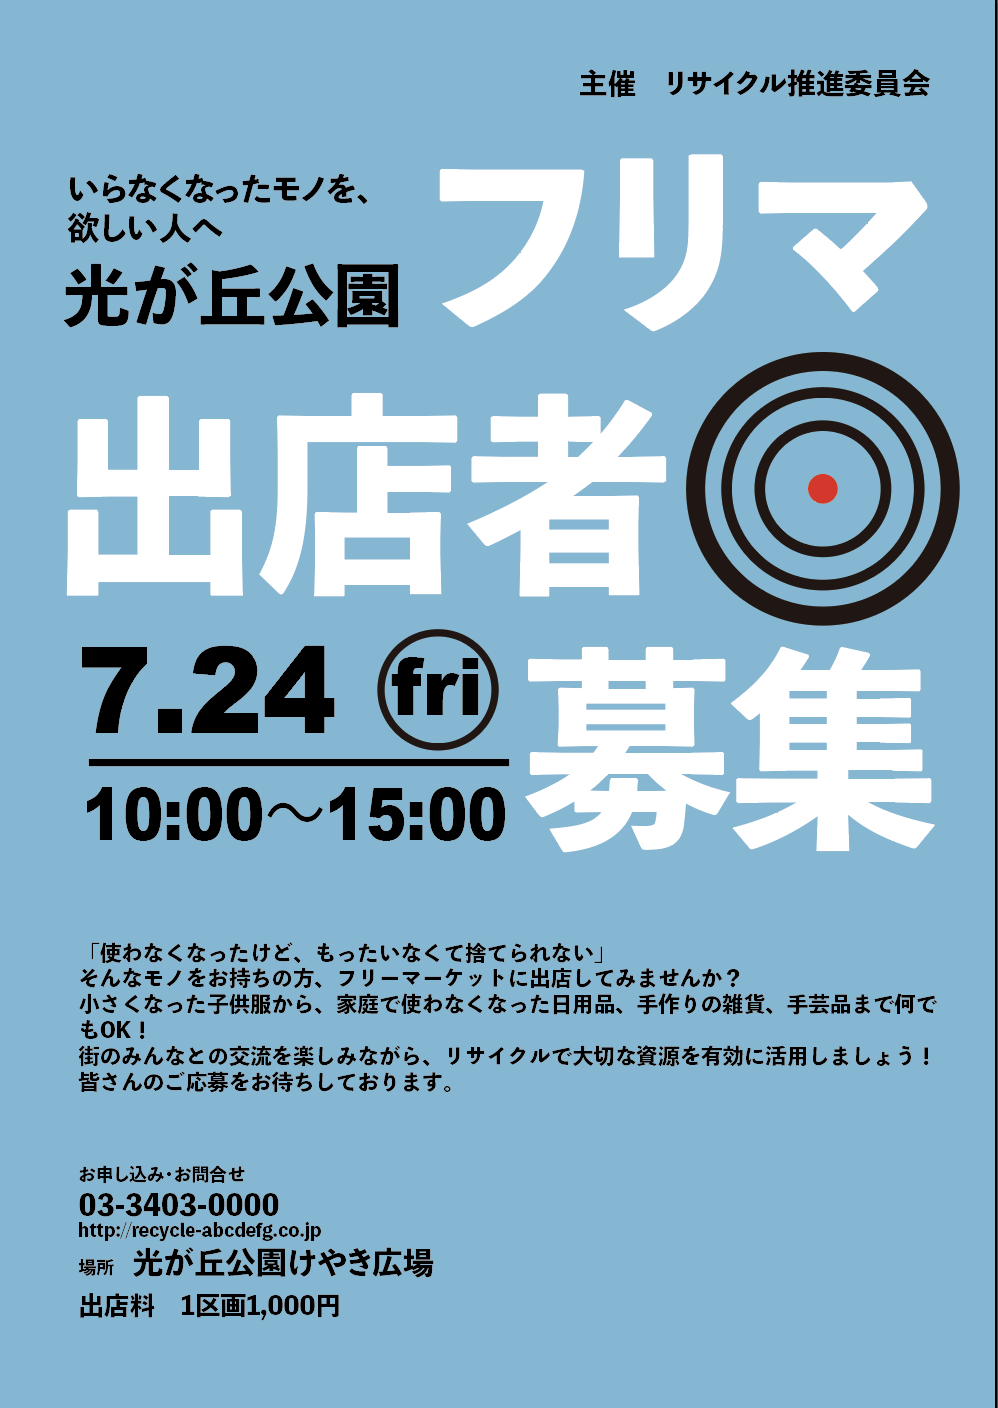 主催　リサイクル推進委員会
いらなくなったモノを、
欲しい人へ
光が丘公園
フリマ
出店者
募集
7.24 fri
10:00〜15:00
「使わなくなったけど、もったいなくて捨てられない」
そんなモノをお持ちの方、フリーマーケットに出店してみませんか？
小さくなった子供服から、家庭で使わなくなった日用品、手作りの雑貨、手芸品まで何で
もOK！
街のみんなとの交流を楽しみながら、リサイクルで大切な資源を有効に活用しましょう！
皆さんのご応募をお待ちしております。
お申し込み・お問合せ
03-3403-0000
http://recycle-abcdefg.co.jp
場所　光が丘公園けやき広場
出店料　1区画1,000円